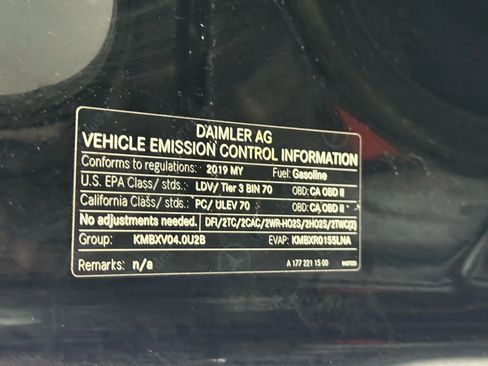 DAIMLER AG
VEHICLE EMISSION CONTROL INFORMATION
Conforms to regulations: 2019 MY Fuel: Gasoline
U.S. EPA Class/ stds.: LDV/ Tier 3 BIN 70 OBD: CA OBD II
California Class/ stds.: PC/ ULEV 70 OBD: CA OBD II
No adjustments needed. DFI/2TC/2CAC/2WR-HO2S/2HO2S/2TWC(2)
Group: KMBXV04.0U2B EVAP: KMBXR0155LNA
Remarks: n/a A 177 221 15 00